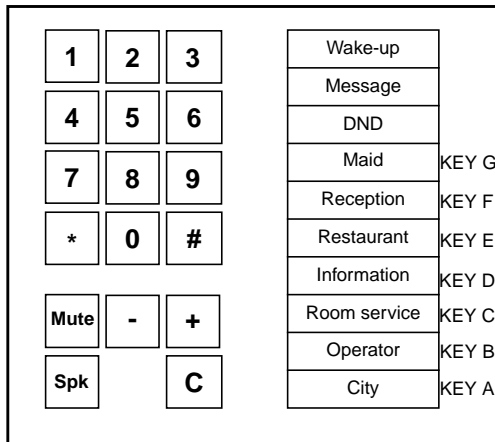 1 2 3
4 5 6
7 8 9
* 0 #
Mute - +
Spk C
Wake-up
Message
DND
Maid KEY G
Reception KEY F
Restaurant KEY E
Information KEY D
Room service KEY C
Operator KEY B
City KEY A